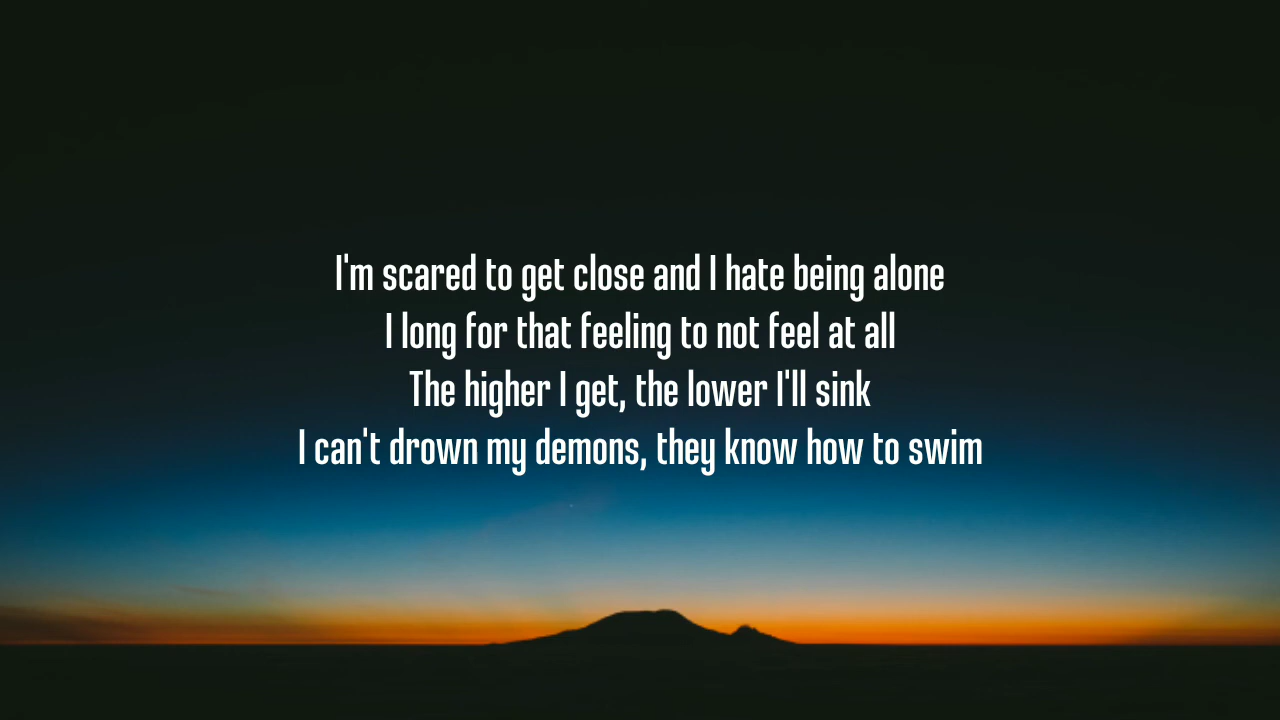 I'm scared to get close and I hate being alone
I long for that feeling to not feel at all
The higher I get, the lower I'll sink
I can't drown my demons, they know how to swim